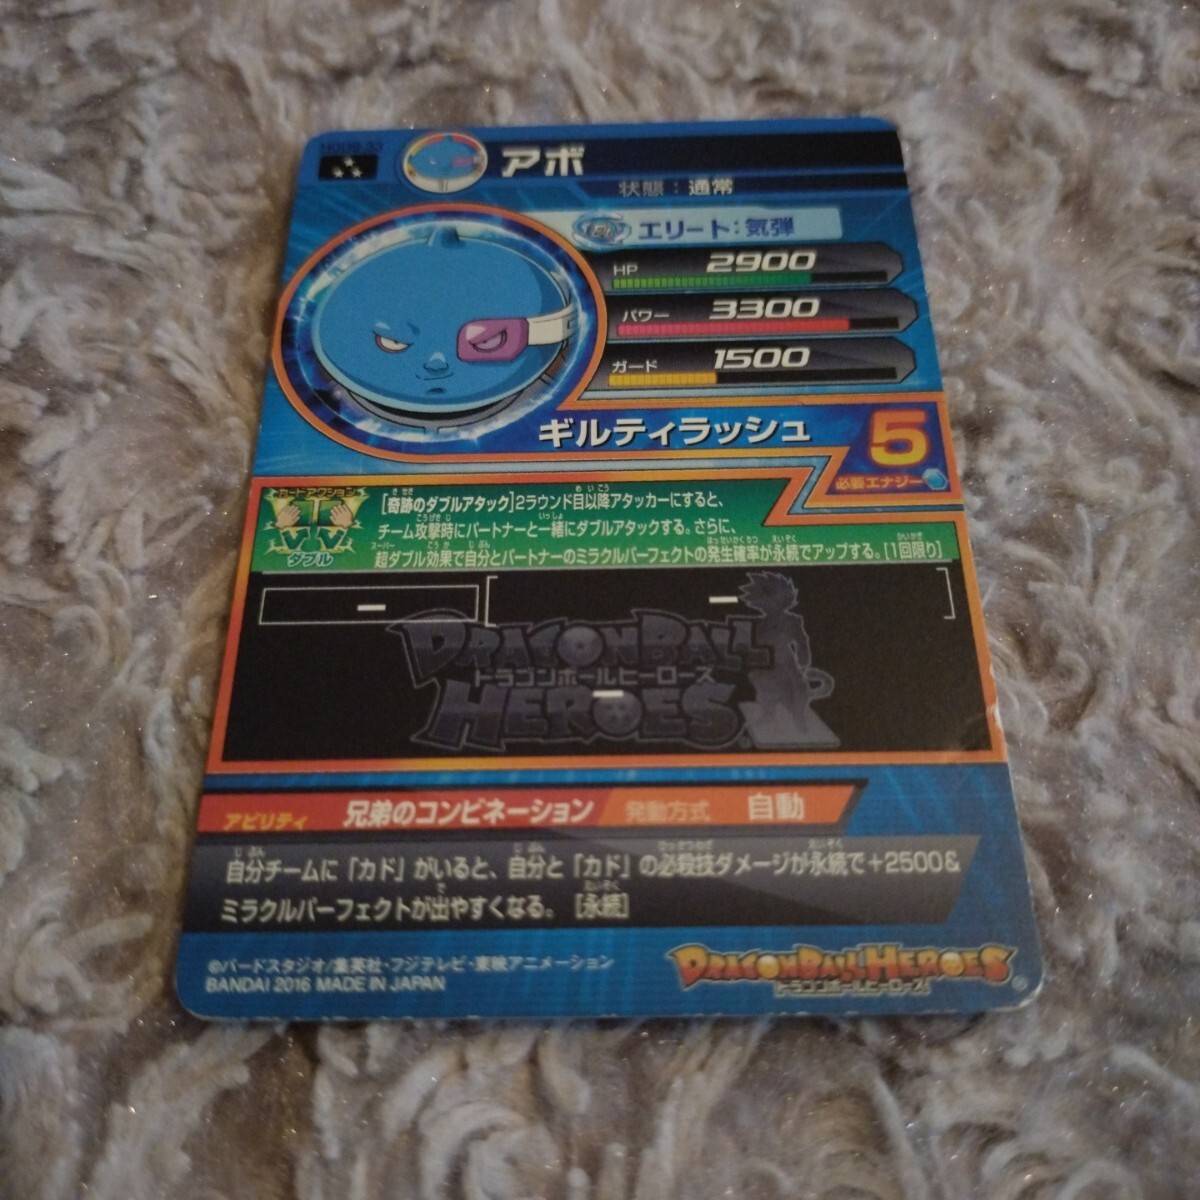 HGD9-33
アボ
状態：通常
エリート：気弾
HP 2900
パワー 3300
ガード 1500
ギルティラッシュ
5
必要エナジー
カードアクション
ダブル
[奇跡のダブルアタック]2ラウンド目以降アタッカーにすると、
チーム攻撃時にパートナーと一緒にダブルアタックする。さらに、
超ダブル効果で自分とパートナーのミラクルパーフェクトの発生確率が永続でアップする。[1回限り]
DRAGONBALL
ドラゴンボールヒーローズ
HEROES
アビリティ 兄弟のコンビネーション 発動方式 自動
自分チームに「カド」がいると、自分と「カド」の必殺技ダメージが永続で+2500&
ミラクルパーフェクトが出やすくなる。 [永続]
©バードスタジオ/集英社・フジテレビ・東映アニメーション
BANDAI 2016 MADE IN JAPAN
DRAGONBALL HEROES
ドラゴンボールヒーローズ